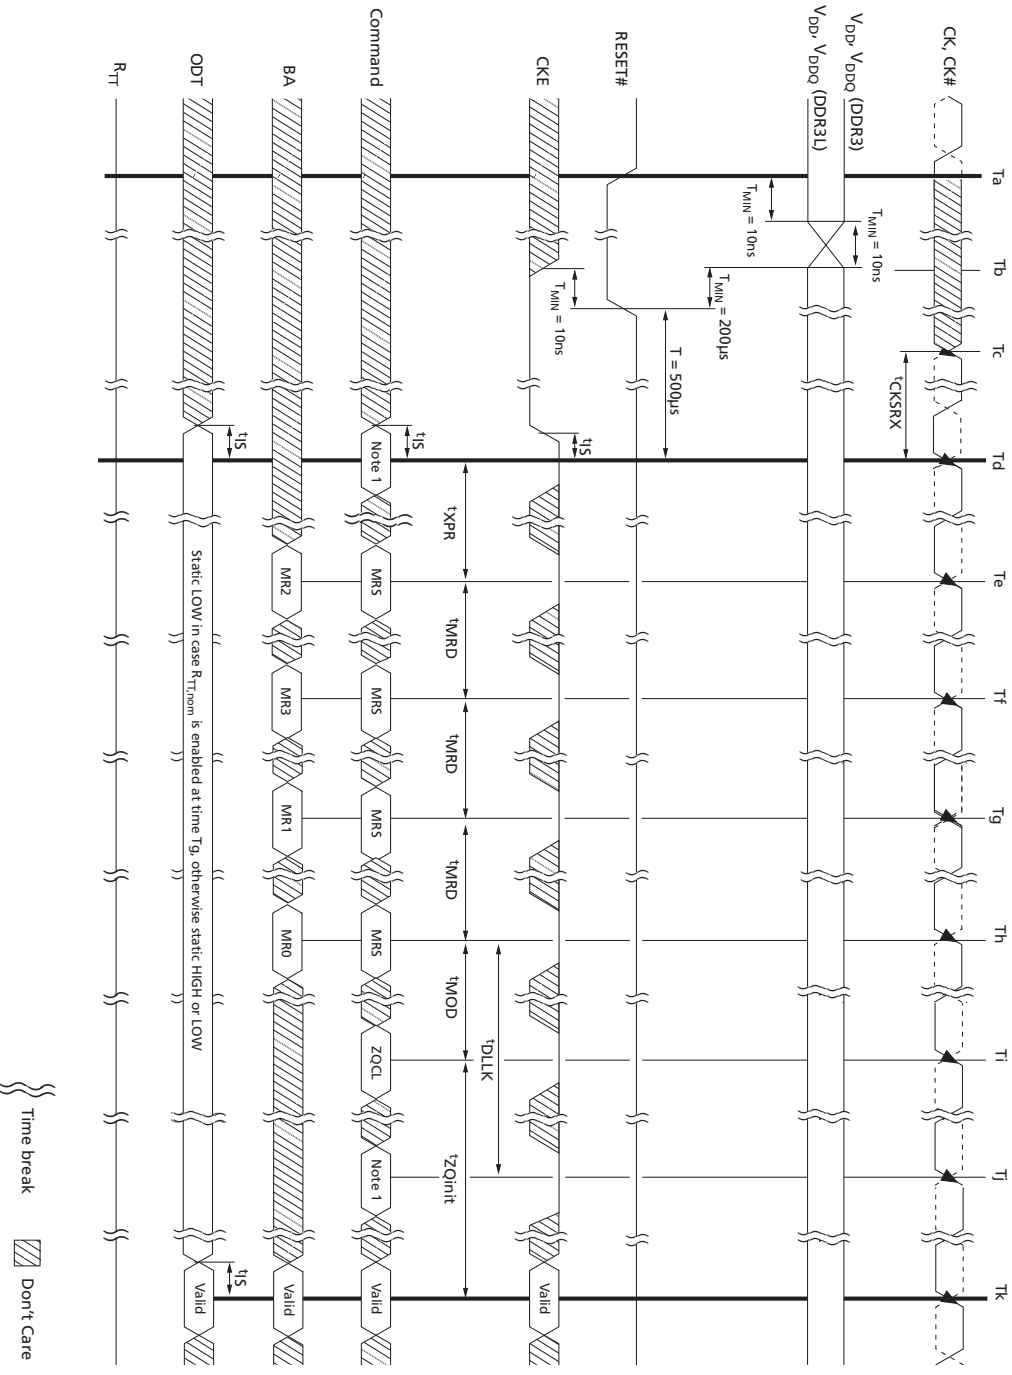 Ta
Tb
Tc
Td
Te
Tf
Tg
Th
Ti
Tj
Tk
CK, CK#
tCKSRX
VDD, VDDQ (DDR3)
TMIN = 10ns
VDD, VDDQ (DDR3L)
TMIN = 10ns
TMIN = 200µs
T = 500µs
RESET#
TMIN = 10ns
tIS
CKE
Valid
tDLLK
tXPR
tMRD
tMRD
tMRD
tMOD
tZQinit
tIS
Command
Note 1
MRS
MRS
MRS
MRS
ZQCL
Note 1
Valid
BA
MR2
MR3
MR1
MR0
Valid
tIS
tIS
ODT
Static LOW in case RTT,nom is enabled at time Tg, otherwise static HIGH or LOW
Valid
RTT
Time break
Don't Care